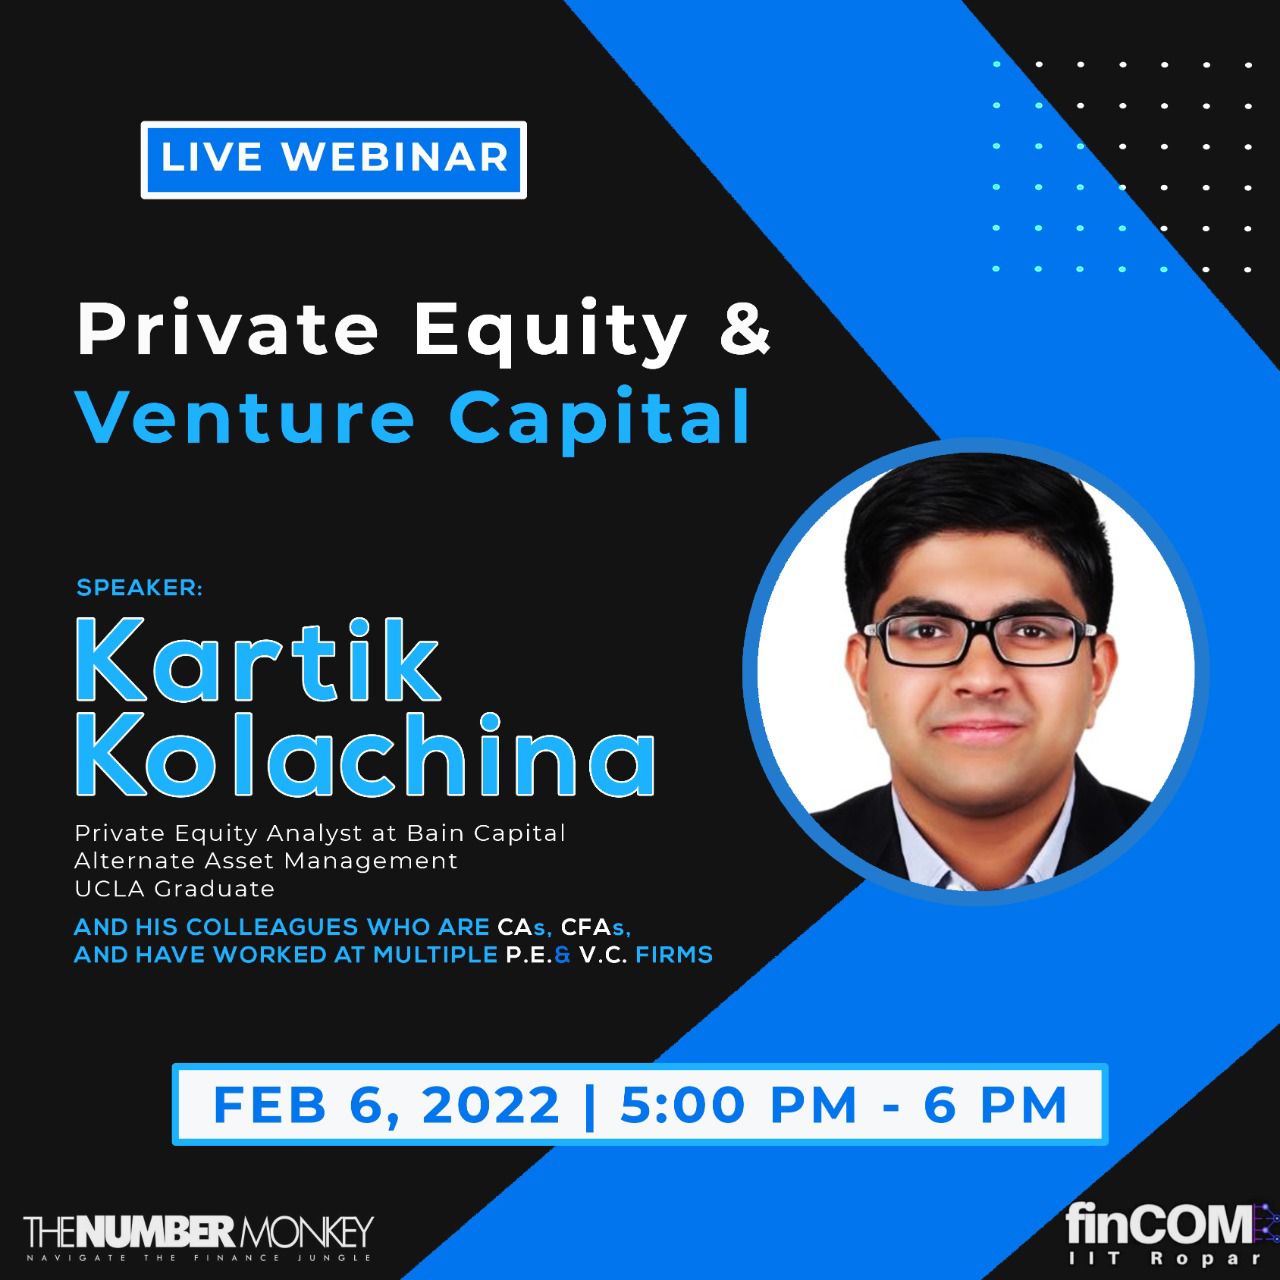 LIVE WEBINAR
Private Equity &
Venture Capital
SPEAKER:
Kartik
Kolachina
Private Equity Analyst at Bain Capital
Alternate Asset Management
UCLA Graduate
AND HIS COLLEAGUES WHO ARE CAs, CFAs,
AND HAVE WORKED AT MULTIPLE P.E.& V.C. FIRMS
FEB 6, 2022 | 5:00 PM - 6 PM
THENUMBERMONKEY
NAVIGATE THE FINANCE JUNGLE
finCOM
IIT Ropar